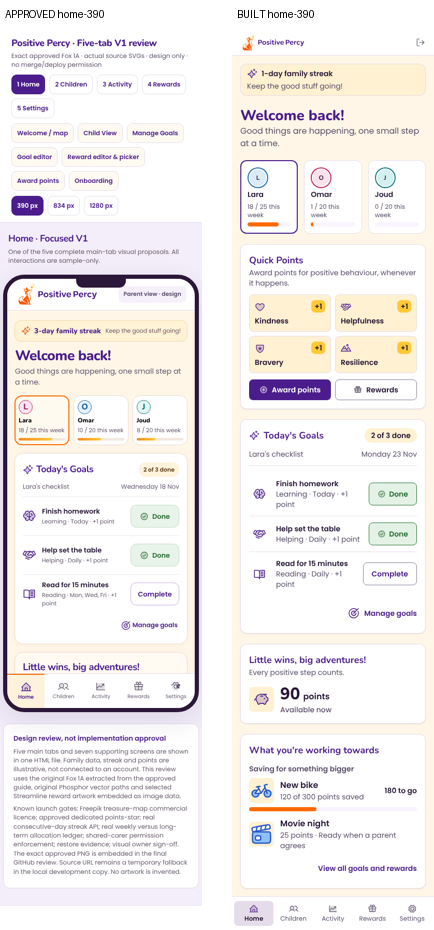 APPROVED home-390
Positive Percy · Five-tab V1 review
Exact approved Fox 1A · actual source SVGs · design only ·
no merge/deploy permission
1 Home
2 Children
3 Activity
4 Rewards
5 Settings
Welcome / map
Child View
Manage Goals
Goal editor
Reward editor & picker
Award points
Onboarding
390 px
834 px
1280 px
Home · Focused V1
One of the five complete main-tab visual proposals. All
interactions are sample-only.
Positive Percy
Parent view · design
3-day family streak
Keep the good stuff going!
Welcome back!
Good things are happening, one small step at
a time.
L
Lara
18 / 25 this week
O
Omar
10 / 20 this week
J
Joud
8 / 20 this week
Today's Goals
2 of 3 done
Lara's checklist
Wednesday 18 Nov
Finish homework
Learning · Today · +1 point
Done
Help set the table
Helping · Daily · +1 point
Done
Read for 15 minutes
Reading · Mon, Wed, Fri · +1
point
Complete
Manage goals
Little wins, big adventures!
Home
Children
Activity
Rewards
Settings
Design review, not implementation approval
Five main tabs and seven supporting screens are shown
in one HTML file. Family data, streak and points are
illustrative, not connected to an account. This review
uses the original Fox 1A extracted from the approved
guide, original Phosphor vector paths and selected
Streamline reward artwork embedded as image data.
Known launch gates: Freepik treasure-map commercial
licence; approved dedicated points-star; real
consecutive-day streak API; real weekly versus long-
term allocation ledger; shared-carer permission
enforcement; restore evidence; visual owner sign-off.
The exact approved PNG is embedded in the final
GitHub review. Source URL remains a temporary fallback
in the local development copy. No artwork is invented.
BUILT home-390
Positive Percy
1-day family streak
Keep the good stuff going!
Welcome back!
Good things are happening, one small step
at a time.
L
Lara
18 / 25 this
week
O
Omar
1 / 20 this
week
J
Joud
0 / 20 this
week
Quick Points
Award points for positive behaviour, whenever
it happens.
+1
Kindness
+1
Helpfulness
+1
Bravery
+1
Resilience
Award points
Rewards
Today's Goals
2 of 3 done
Lara's checklist
Monday 23 Nov
Finish homework
Learning · Today · +1
point
Done
Help set the table
Helping · Daily · +1 point
Done
Read for 15 minutes
Reading · Daily · +1
point
Complete
Manage goals
Little wins, big adventures!
Every positive step counts.
90 points
Available now
What you're working towards
Saving for something bigger
New bike
120 of 300 points saved
180 to go
Movie night
25 points · Ready when a parent
agrees
View all goals and rewards
Home
Children
Activity
Rewards
Settings